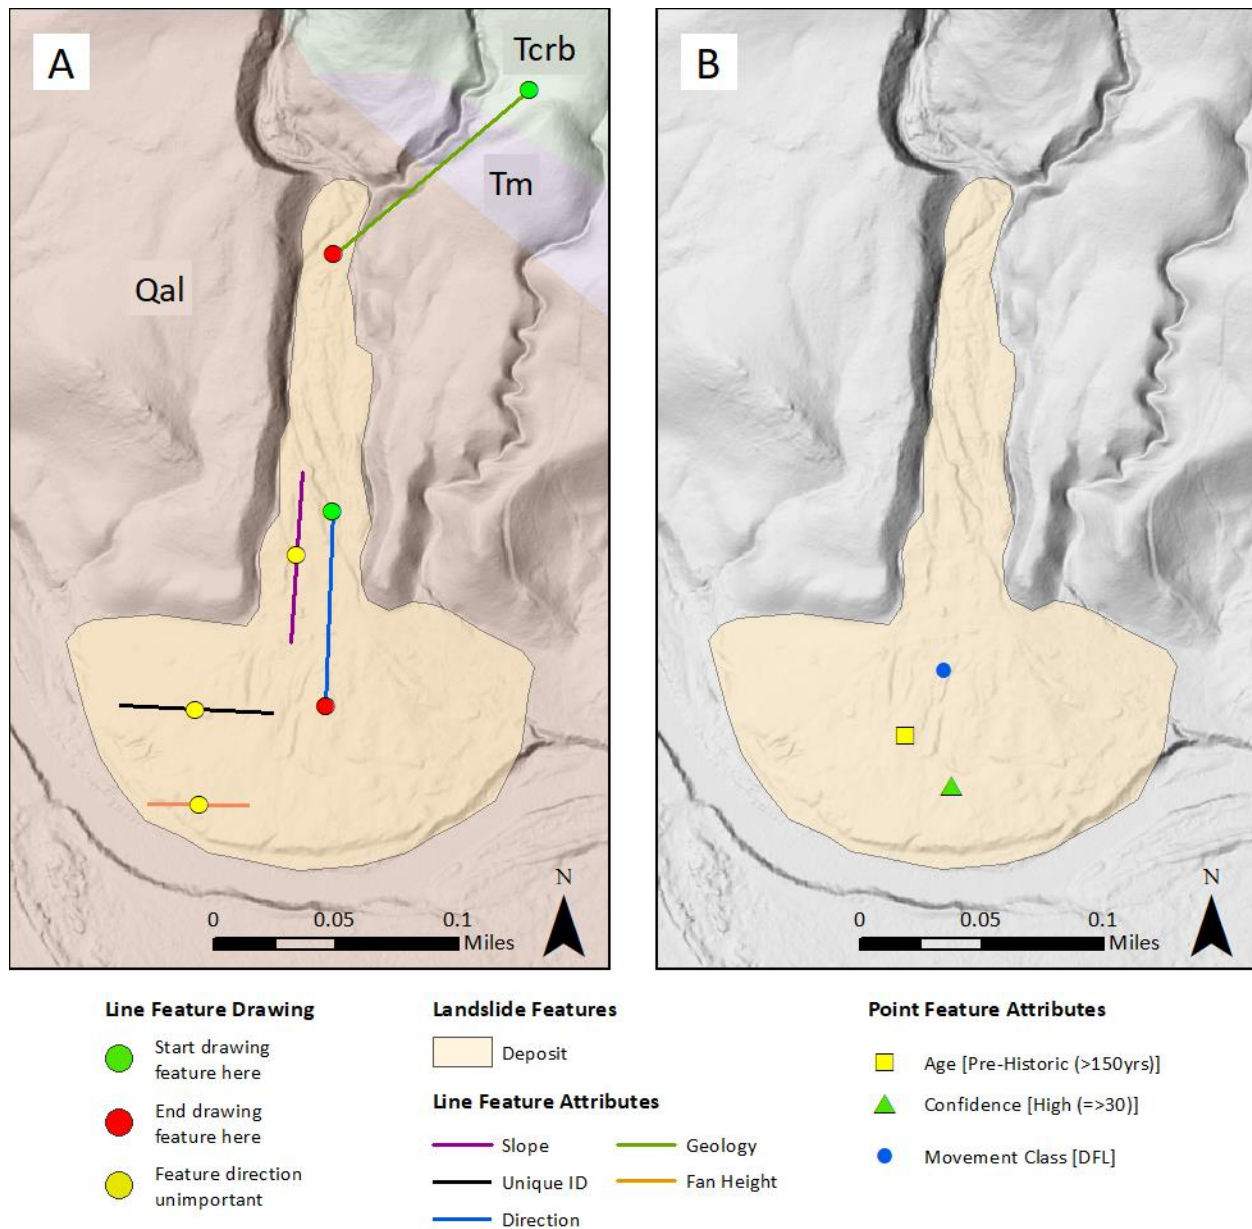 A
Tcrb
Tm
Qal
N
0 0.05 0.1
Miles
B
N
0 0.05 0.1
Miles
Line Feature Drawing
Start drawing
feature here
End drawing
feature here
Feature direction
unimportant
Landslide Features
Deposit
Line Feature Attributes
Slope
Geology
Unique ID
Fan Height
Direction
Point Feature Attributes
Age [Pre-Historic (>150yrs)]
Confidence [High (=>30)]
Movement Class [DFL]